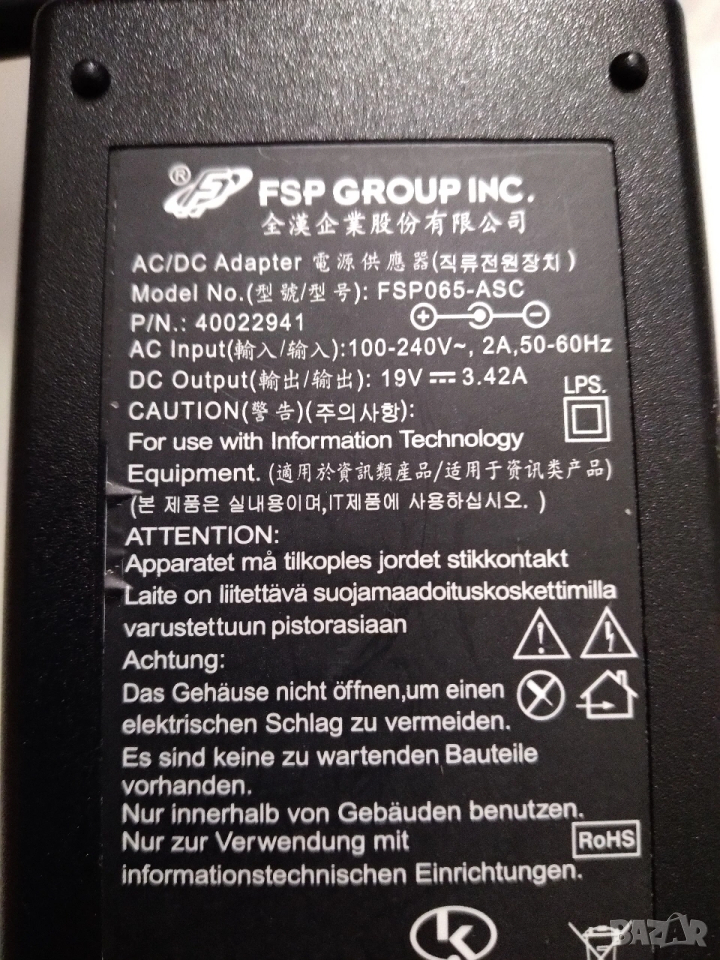 ® FSP GROUP INC.
全漢企業股份有限公司
AC/DC Adapter 電源供應器(직류전원장치)
Model No.(型號/型号): FSP065-ASC
P/N.: 40022941
AC Input(輸入/输入):100-240V~, 2A,50-60Hz
DC Output(輸出/输出): 19V⎓3.42A
LPS.
CAUTION(警告)(주의사항):
For use with Information Technology
Equipment. (適用於資訊類産品/适用于资讯类产品)
(본 제품은 실내용이며,IT제품에 사용하십시오. )
ATTENTION:
Apparatet må tilkoples jordet stikkontakt
Laite on liitettävä suojamaadoituskoskettimilla
varustettuun pistorasiaan
Achtung:
Das Gehäuse nicht öffnen,um einen
elektrischen Schlag zu vermeiden.
Es sind keine zu wartenden Bauteile
vorhanden.
Nur innerhalb von Gebäuden benutzen.
Nur zur Verwendung mit
RoHS
informationstechnischen Einrichtungen.
BAZAR